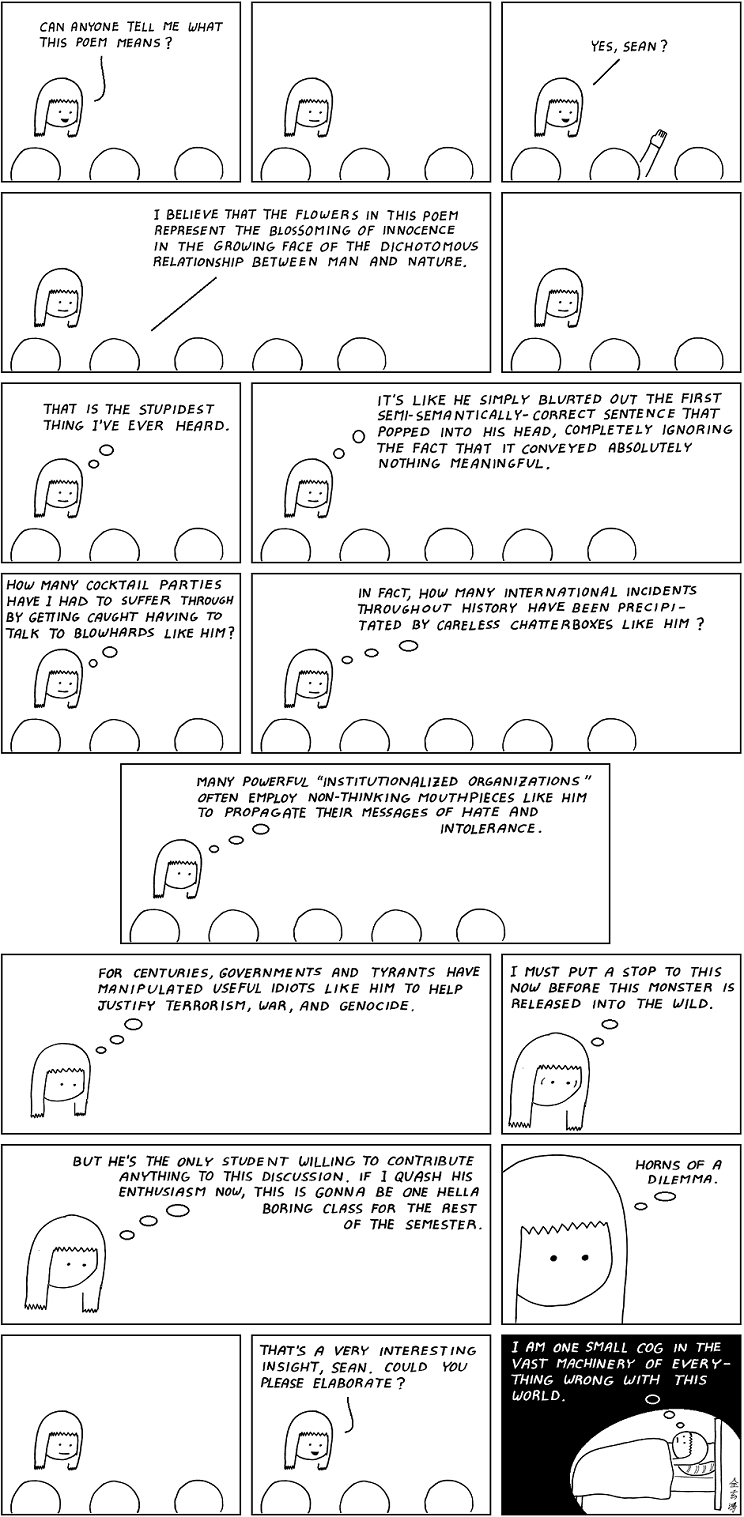 CAN ANYONE TELL ME WHAT
THIS POEM MEANS?
YES, SEAN?
I BELIEVE THAT THE FLOWERS IN THIS POEM
REPRESENT THE BLOSSOMING OF INNOCENCE
IN THE GROWING FACE OF THE DICHOTOMOUS
RELATIONSHIP BETWEEN MAN AND NATURE.
THAT IS THE STUPIDEST
THING I'VE EVER HEARD.
IT'S LIKE HE SIMPLY BLURTED OUT THE FIRST
SEMI-SEMANTICALLY-CORRECT SENTENCE THAT
POPPED INTO HIS HEAD, COMPLETELY IGNORING
THE FACT THAT IT CONVEYED ABSOLUTELY
NOTHING MEANINGFUL.
HOW MANY COCKTAIL PARTIES
HAVE I HAD TO SUFFER THROUGH
BY GETTING CAUGHT HAVING TO
TALK TO BLOWHARDS LIKE HIM?
IN FACT, HOW MANY INTERNATIONAL INCIDENTS
THROUGHOUT HISTORY HAVE BEEN PRECIPI-
TATED BY CARELESS CHATTERBOXES LIKE HIM?
MANY POWERFUL "INSTITUTIONALIZED ORGANIZATIONS"
OFTEN EMPLOY NON-THINKING MOUTHPIECES LIKE HIM
TO PROPAGATE THEIR MESSAGES OF HATE AND
INTOLERANCE.
FOR CENTURIES, GOVERNMENTS AND TYRANTS HAVE
MANIPULATED USEFUL IDIOTS LIKE HIM TO HELP
JUSTIFY TERRORISM, WAR, AND GENOCIDE.
I MUST PUT A STOP TO THIS
NOW BEFORE THIS MONSTER IS
RELEASED INTO THE WILD.
BUT HE'S THE ONLY STUDENT WILLING TO CONTRIBUTE
ANYTHING TO THIS DISCUSSION. IF I QUASH HIS
ENTHUSIASM NOW, THIS IS GONNA BE ONE HELLA
BORING CLASS FOR THE REST
OF THE SEMESTER.
HORNS OF A
DILEMMA.
THAT'S A VERY INTERESTING
INSIGHT, SEAN. COULD YOU
PLEASE ELABORATE?
I AM ONE SMALL COG IN THE
VAST MACHINERY OF EVERY-
THING WRONG WITH THIS
WORLD.